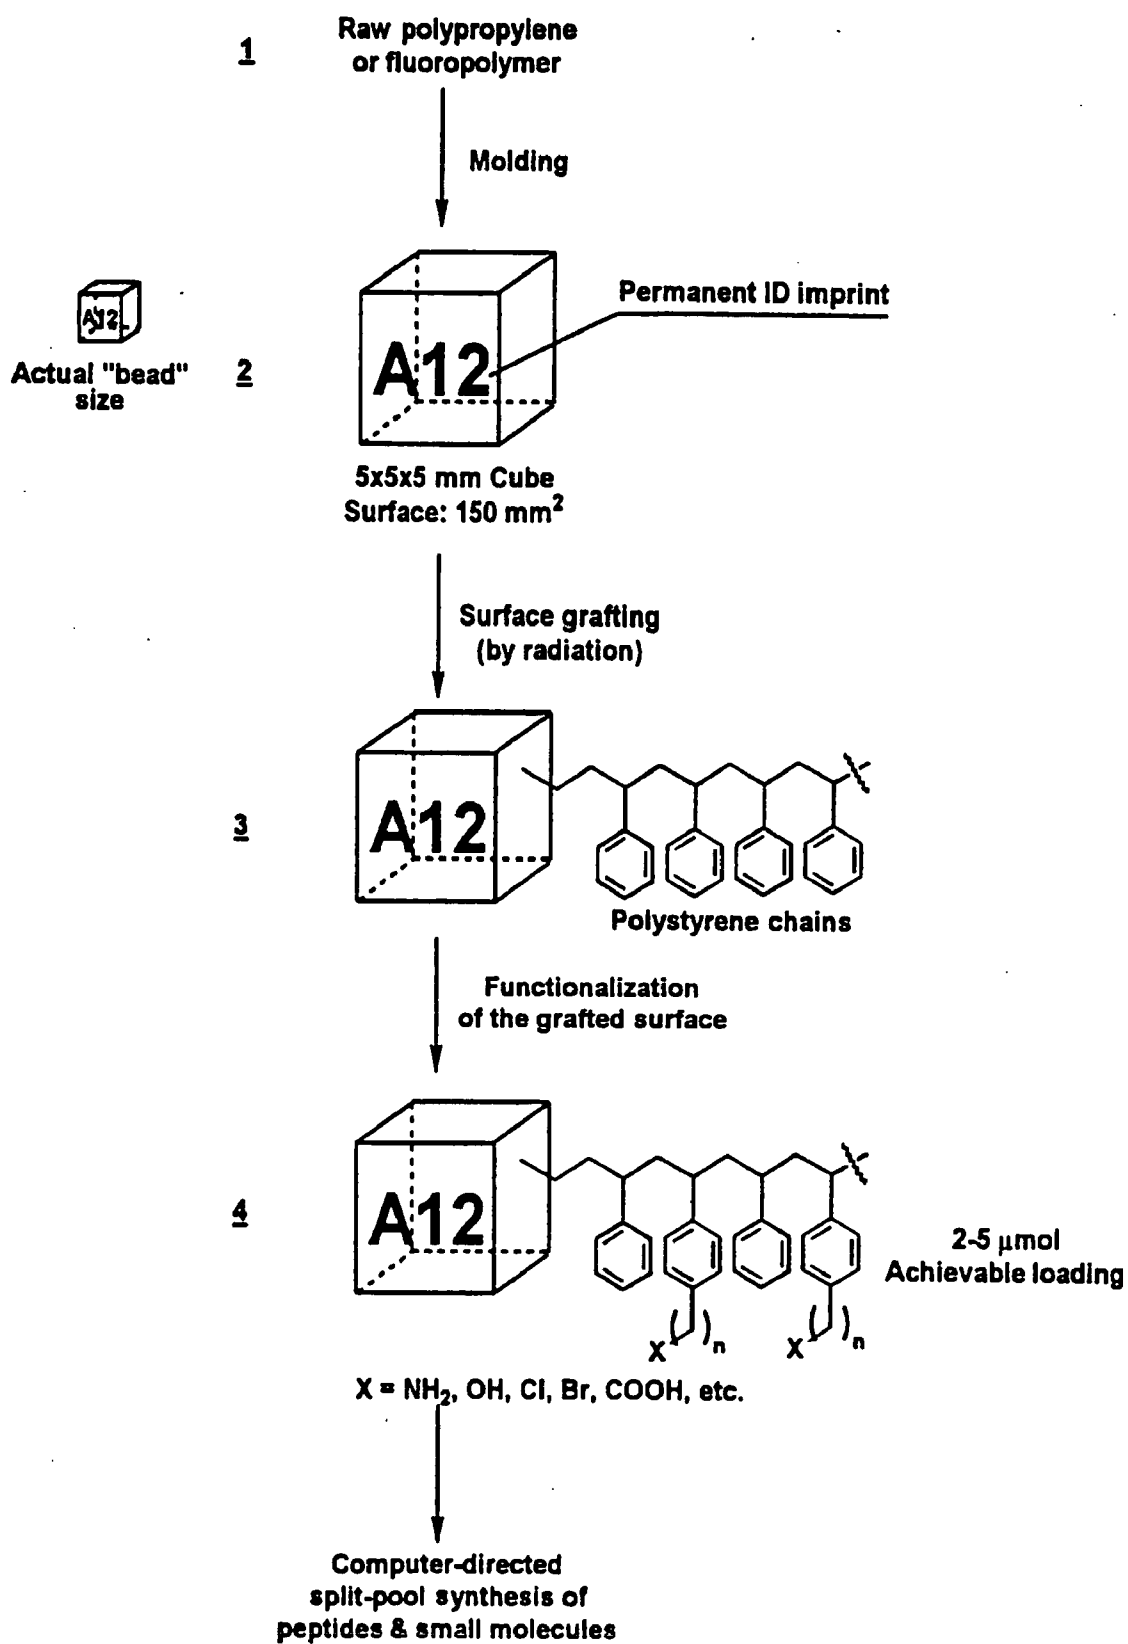 1
Raw polypropylene
or fluoropolymer
Molding
Permanent ID imprint
A12
Actual "bead"
size
2
A12
5x5x5 mm Cube
Surface: 150 mm²
Surface grafting
(by radiation)
3
A12
Polystyrene chains
Functionalization
of the grafted surface
4
A12
2-5 µmol
Achievable loading
X ( )n X ( )n
X = NH₂, OH, Cl, Br, COOH, etc.
Computer-directed
split-pool synthesis of
peptides & small molecules